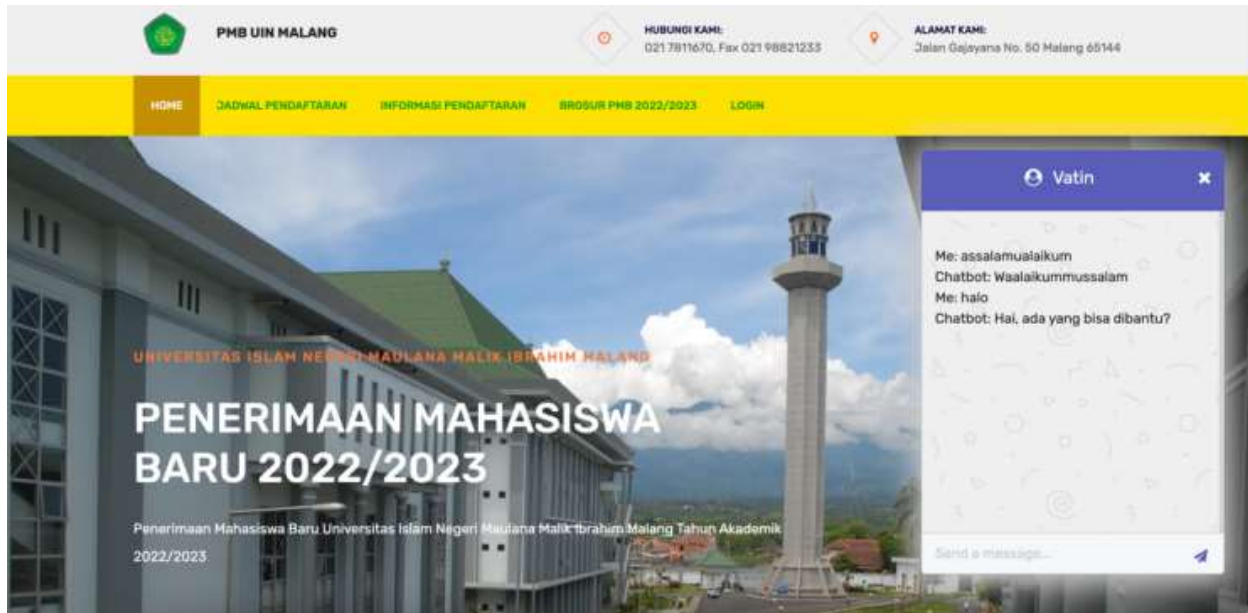 PMB UIN MALANG
HUBUNGI KAMI:
021 7811670, Fax 021 98821233
ALAMAT KAMI:
Jalan Gajayana No. 50 Malang 65144
HOME
JADWAL PENDAFTARAN
INFORMASI PENDAFTARAN
BROSUR PMB 2022/2023
LOGIN
Vatin
Me: assalamualaikum
Chatbot: Waalaikummussalam
Me: halo
Chatbot: Hai, ada yang bisa dibantu?
Send a message...
UNIVERSITAS ISLAM NEGERI MAULANA MALIK IBRAHIM MALANG
PENERIMAAN MAHASISWA
BARU 2022/2023
Penerimaan Mahasiswa Baru Universitas Islam Negeri Maulana Malik Ibrahim Malang Tahun Akademik
2022/2023